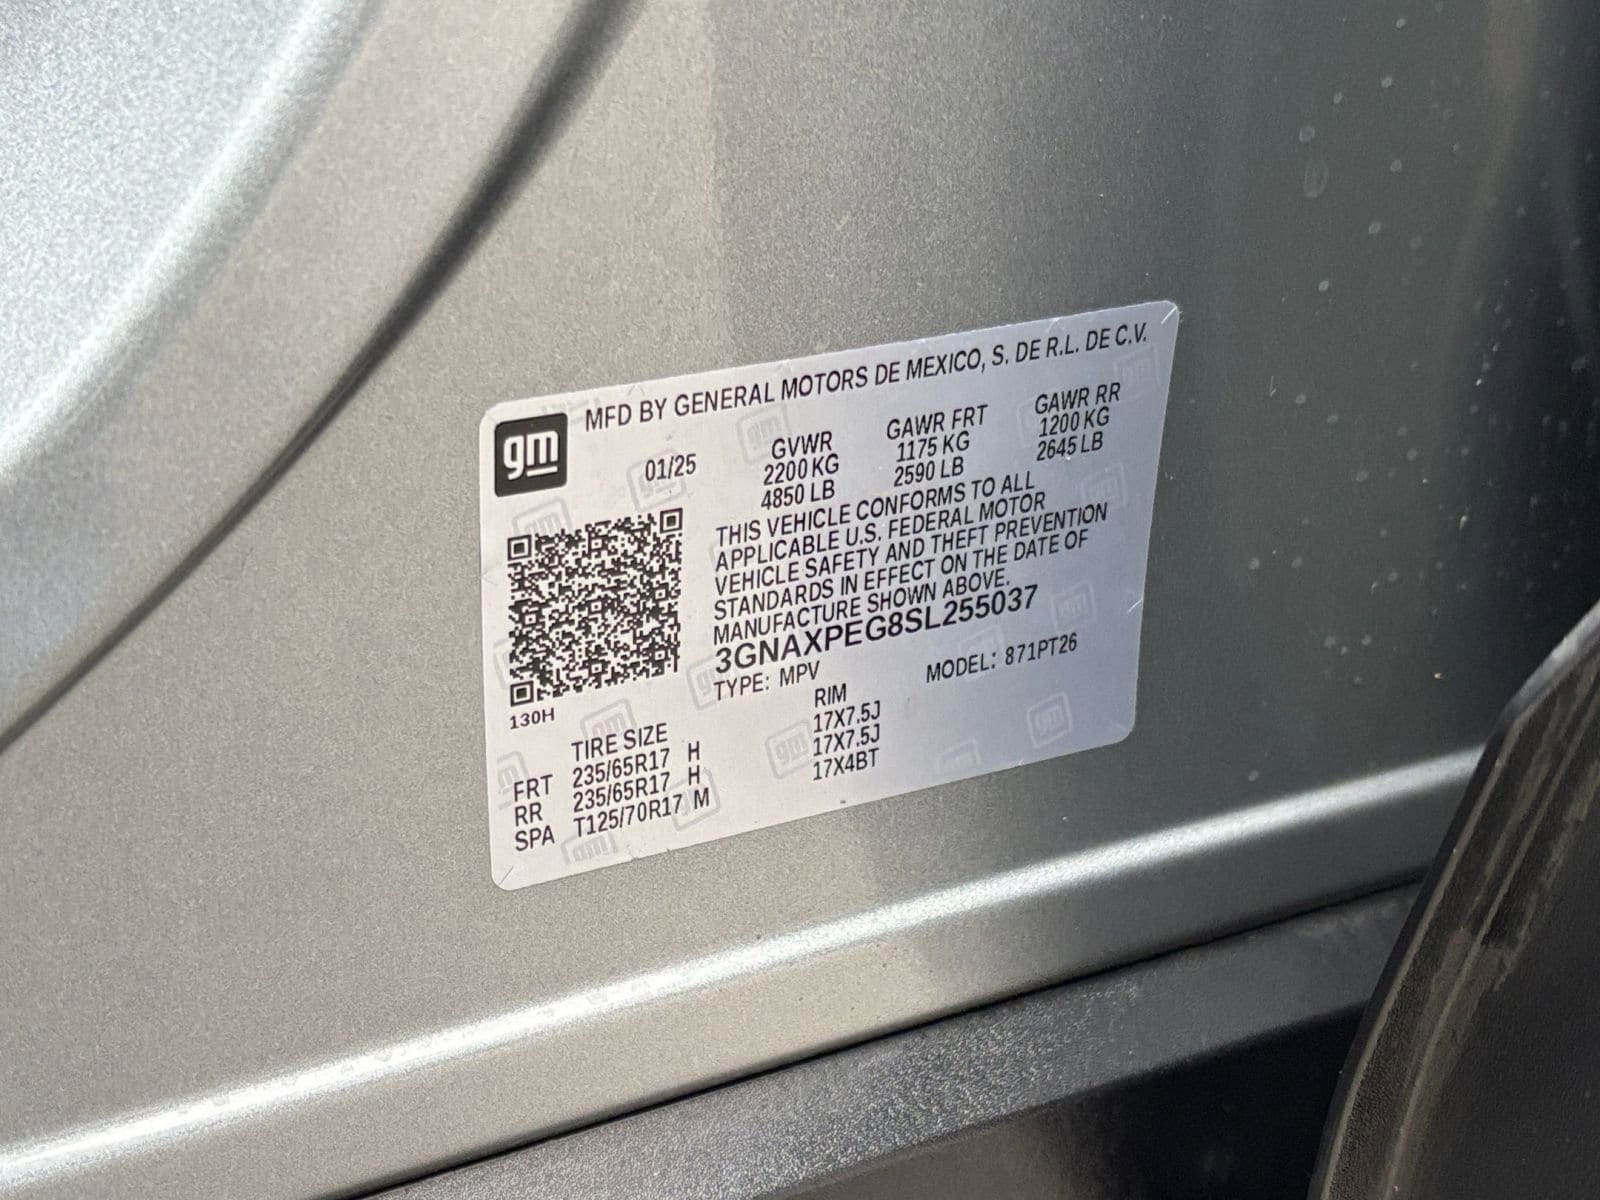 MFD BY GENERAL MOTORS DE MEXICO, S. DE R.L. DE C.V.
gm
01/25
GVWR GAWR FRT GAWR RR
2200 KG 1175 KG 1200 KG
4850 LB 2590 LB 2645 LB
THIS VEHICLE CONFORMS TO ALL
APPLICABLE U.S. FEDERAL MOTOR
VEHICLE SAFETY AND THEFT PREVENTION
STANDARDS IN EFFECT ON THE DATE OF
MANUFACTURE SHOWN ABOVE.
3GNAXPEG8SL255037
TYPE: MPV MODEL: 871PT26
130H
TIRE SIZE RIM
FRT 235/65R17 H 17X7.5J
RR 235/65R17 H 17X7.5J
SPA T125/70R17 M 17X4BT